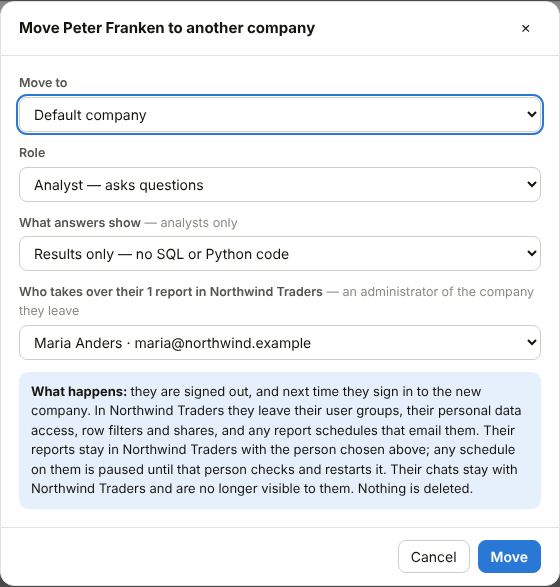 Move Peter Franken to another company
×
Move to
Default company
Role
Analyst — asks questions
What answers show — analysts only
Results only — no SQL or Python code
Who takes over their 1 report in Northwind Traders — an administrator of the company
they leave
Maria Anders · maria@northwind.example
What happens: they are signed out, and next time they sign in to the new
company. In Northwind Traders they leave their user groups, their personal data
access, row filters and shares, and any report schedules that email them. Their
reports stay in Northwind Traders with the person chosen above; any schedule
on them is paused until that person checks and restarts it. Their chats stay with
Northwind Traders and are no longer visible to them. Nothing is deleted.
Cancel
Move